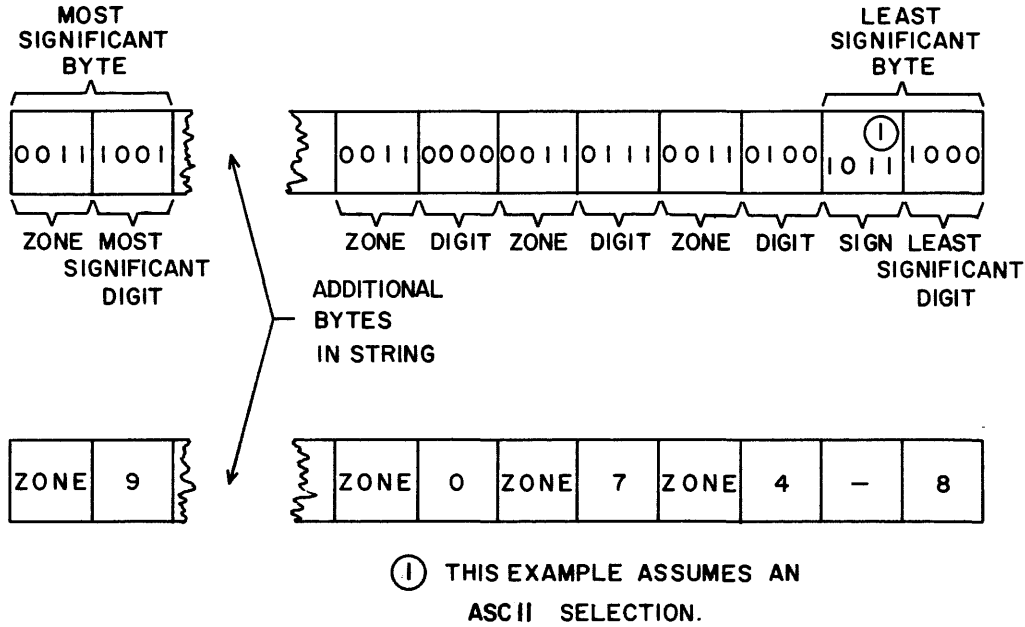 MOST
SIGNIFICANT
BYTE
LEAST
SIGNIFICANT
BYTE
0011 1001 0011 0000 0011 0111 0011 0100 1011 1 1000
ZONE MOST SIGNIFICANT DIGIT
ZONE DIGIT ZONE DIGIT ZONE DIGIT SIGN LEAST SIGNIFICANT DIGIT
ADDITIONAL
BYTES
IN STRING
ZONE 9 ZONE 0 ZONE 7 ZONE 4 – 8
1 THIS EXAMPLE ASSUMES AN
ASCII SELECTION.